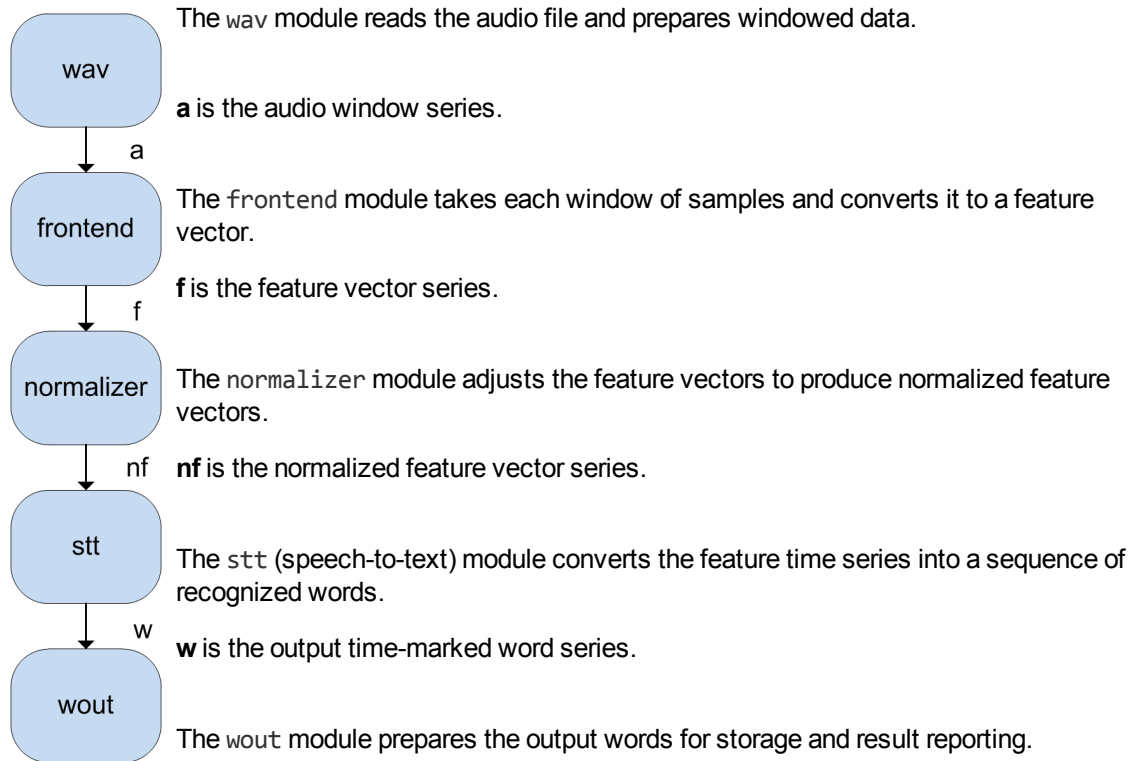 The wav module reads the audio file and prepares windowed data.
wav
a is the audio window series.
a
The frontend module takes each window of samples and converts it to a feature
vector.
frontend
f is the feature vector series.
f
The normalizer module adjusts the feature vectors to produce normalized feature
vectors.
normalizer
nf
nf is the normalized feature vector series.
stt
The stt (speech-to-text) module converts the feature time series into a sequence of
recognized words.
w
w is the output time-marked word series.
wout
The wout module prepares the output words for storage and result reporting.